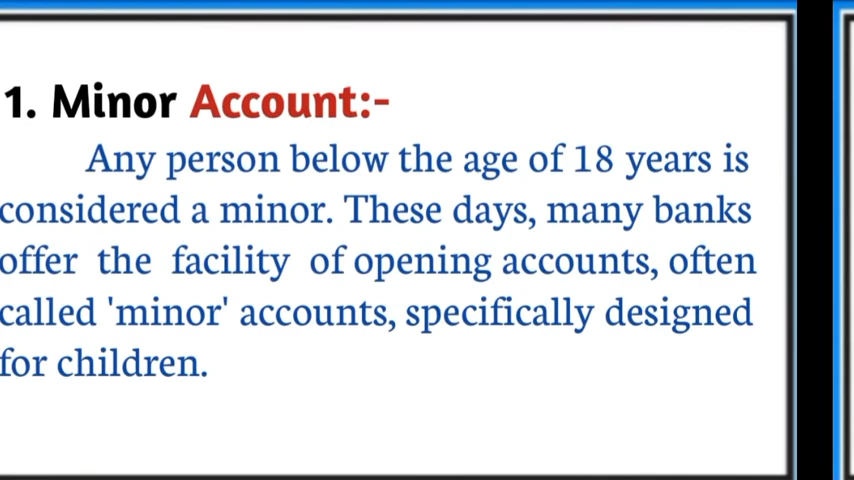 1. Minor Account:-
Any person below the age of 18 years is
considered a minor. These days, many banks
offer the facility of opening accounts, often
called 'minor' accounts, specifically designed
for children.